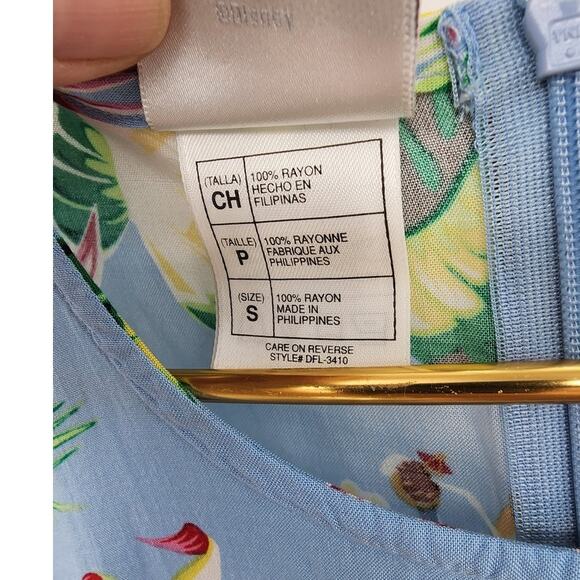 (TALLA)
CH
100% RAYON
HECHO EN
FILIPINAS
(TAILLE)
P
100% RAYONNE
FABRIQUE AUX
PHILIPPINES
(SIZE)
S
100% RAYON
MADE IN
PHILIPPINES
CARE ON REVERSE
STYLE# DFL-3410